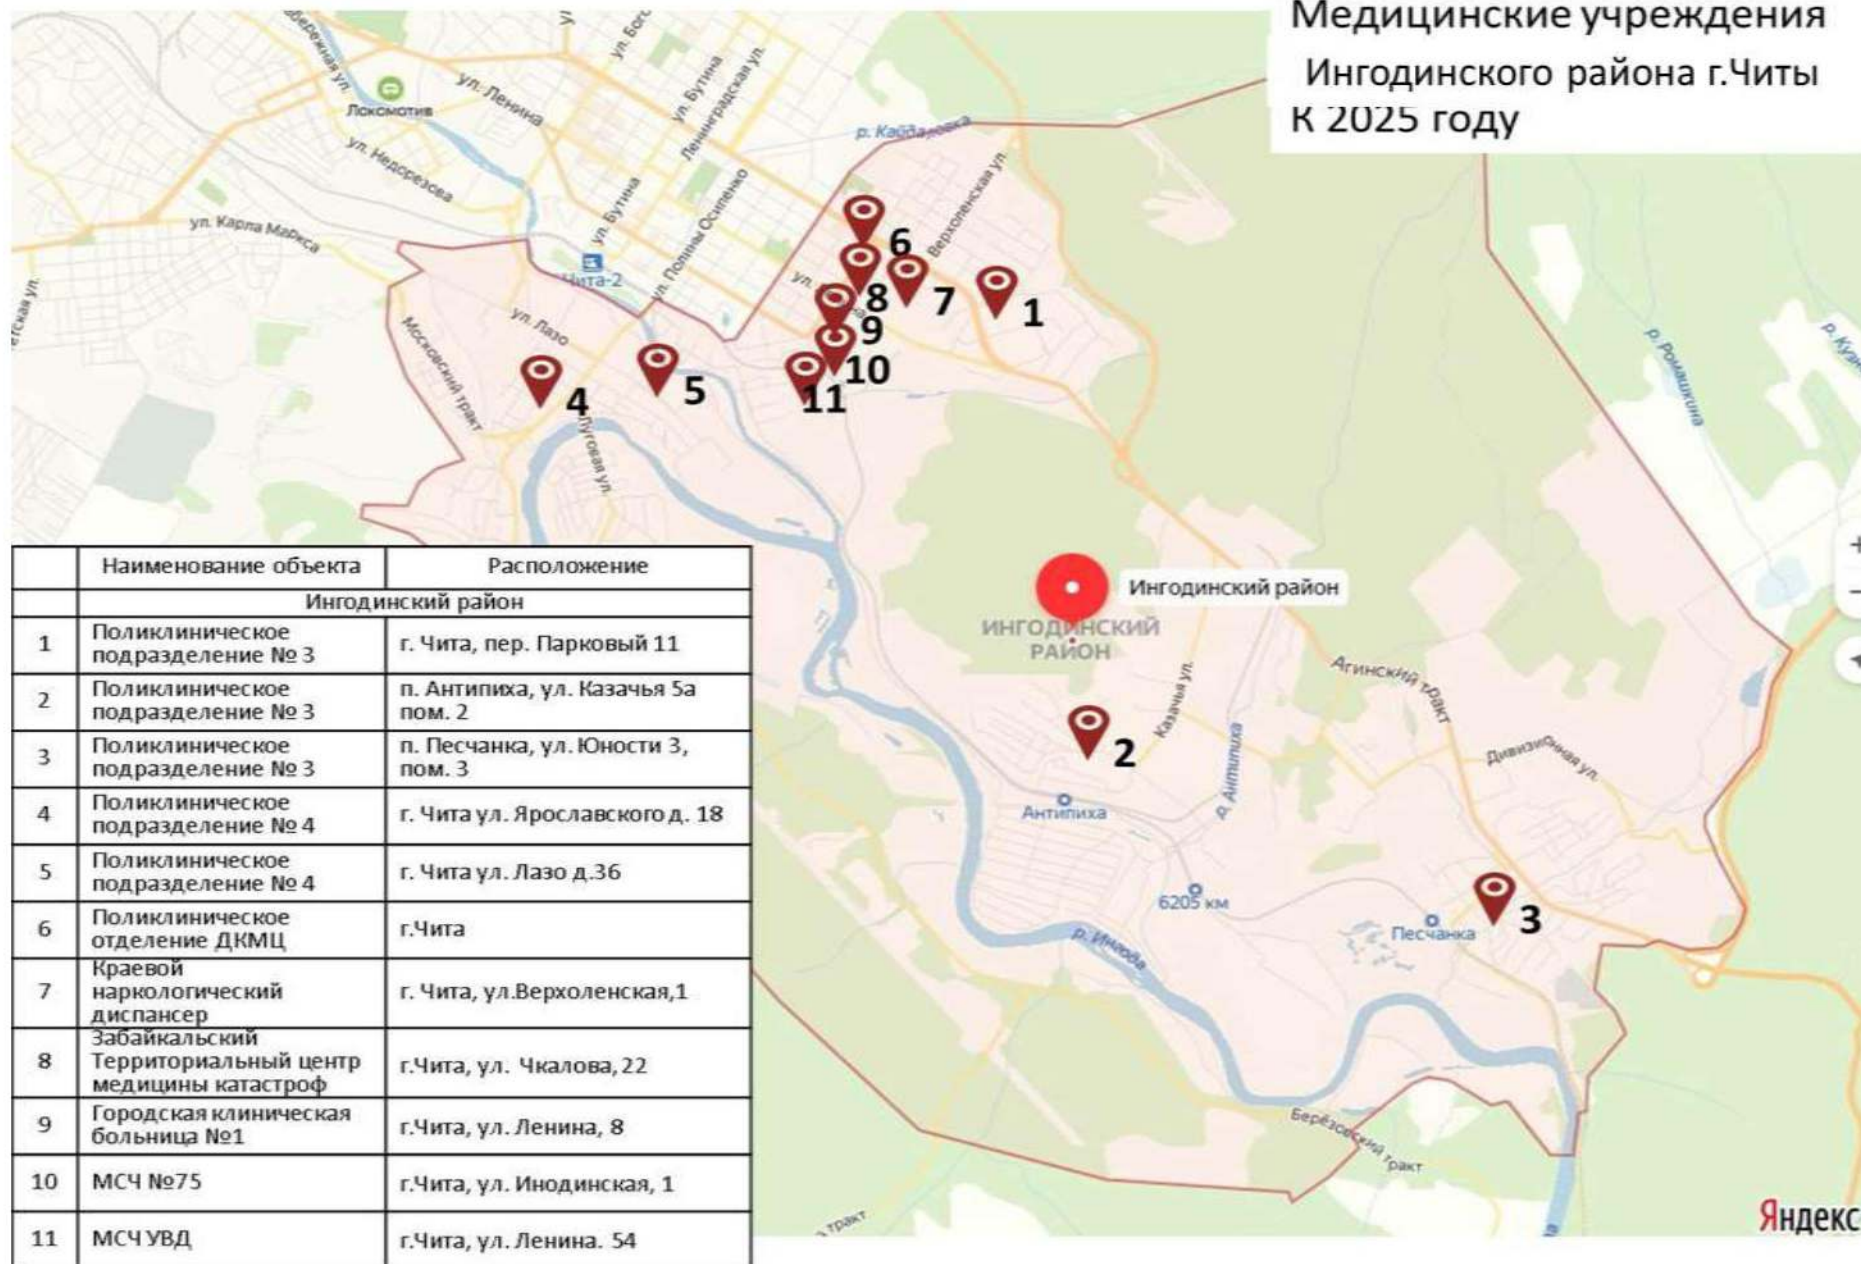 Медицинские учреждения
Ингодинского района г.Читы
К 2025 году
ул. Ленина
ул. Бутина
Ленинградская ул.
Локомотив
ул. Недорезова
ул. Карла Маркса
ул. Бутина
ул. Полины Осипенко
Чита-2
р. Кайдаловка
Верхоленская ул.
Московский тракт
ул. Лазо
Луговая ул.
6
8
7
1
9
10
11
4
5
р. Ромашкина
Ингодинский район
ИНГОДИНСКИЙ
РАЙОН
Казачья ул.
Агинский тракт
Дивизионная ул.
2
Антипиха
р. Антипиха
6205 км
Песчанка
3
р. Ингода
Берёзовский тракт
тракт
Яндекс
Наименование объекта Расположение
Ингодинский район
1 Поликлиническое
подразделение № 3 г. Чита, пер. Парковый 11
2 Поликлиническое
подразделение № 3 п. Антипиха, ул. Казачья 5а
пом. 2
3 Поликлиническое
подразделение № 3 п. Песчанка, ул. Юности 3,
пом. 3
4 Поликлиническое
подразделение № 4 г. Чита ул. Ярославского д. 18
5 Поликлиническое
подразделение № 4 г. Чита ул. Лазо д.36
6 Поликлиническое
отделение ДКМЦ г.Чита
7 Краевой
наркологический
диспансер г. Чита, ул.Верхоленская,1
8 Забайкальский
Территориальный центр
медицины катастроф г.Чита, ул. Чкалова,22
9 Городская клиническая
больница №1 г.Чита, ул. Ленина, 8
10 МСЧ №75 г.Чита, ул. Инодинская, 1
11 МСЧ УВД г.Чита, ул. Ленина. 54